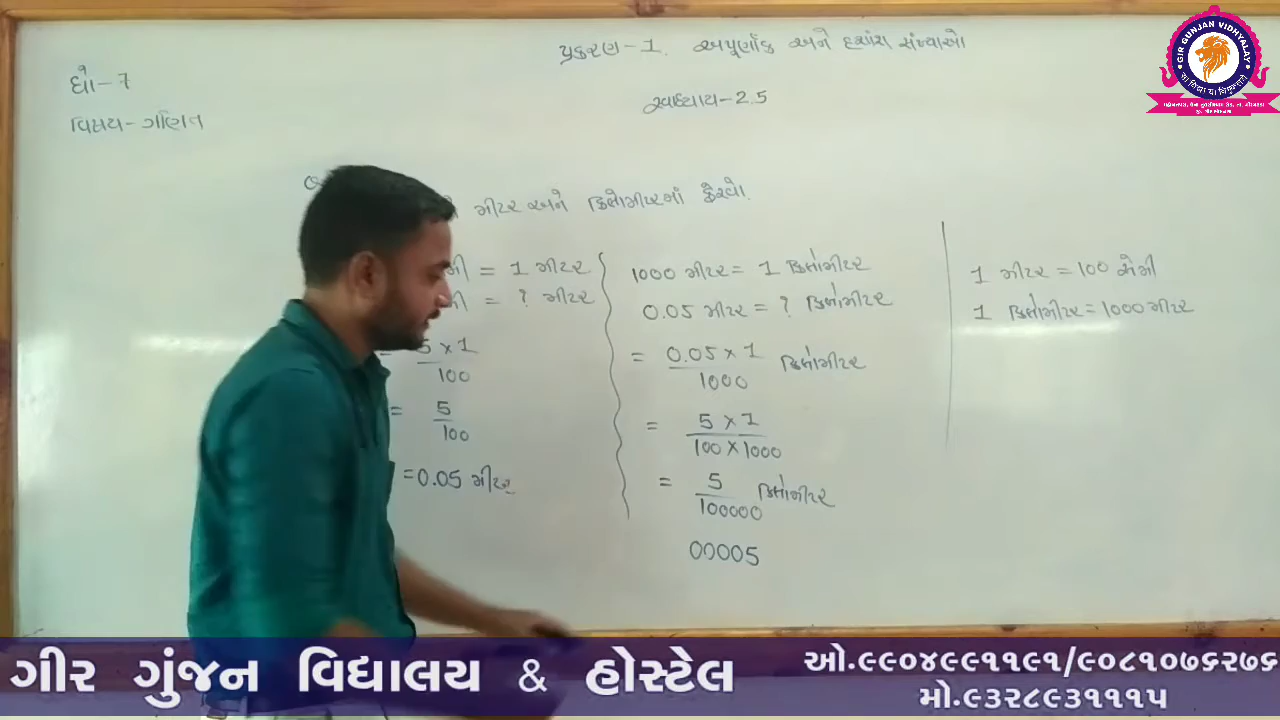 પ્રકરણ-1. અપૂર્ણાંક અને દશાંશ સંખ્યાઓ
ધો-7
સ્વાધ્યાય-2.5
વિષય-ગણિત
મીટર અને કિલોમીટરમાં ફેરવો.
મી = 1 મીટર
મી = ? મીટર
= 5 x 1
100
= 5
100
=0.05 મીટર
1000 મીટર= 1 કિલોમીટર
0.05 મીટર = ? કિલોમીટર
= 0.05 x 1 કિલોમીટર
1000
= 5 x 1
100 x 1000
= 5 કિલોમીટર
100000
00005
1 મીટર = 100 સેમી
1 કિલોમીટર = 1000 મીટર
GIR GUNJAN VIDHYALAY
ગીર ગુંજન વિદ્યાલય & હોસ્ટેલ
ઓ.૯૯૦૪૯૯૧૧૯૧/૯૦૮૧૦૭૬૨૭૬
મો.૯૩૨૮૯૩૧૧૧૫